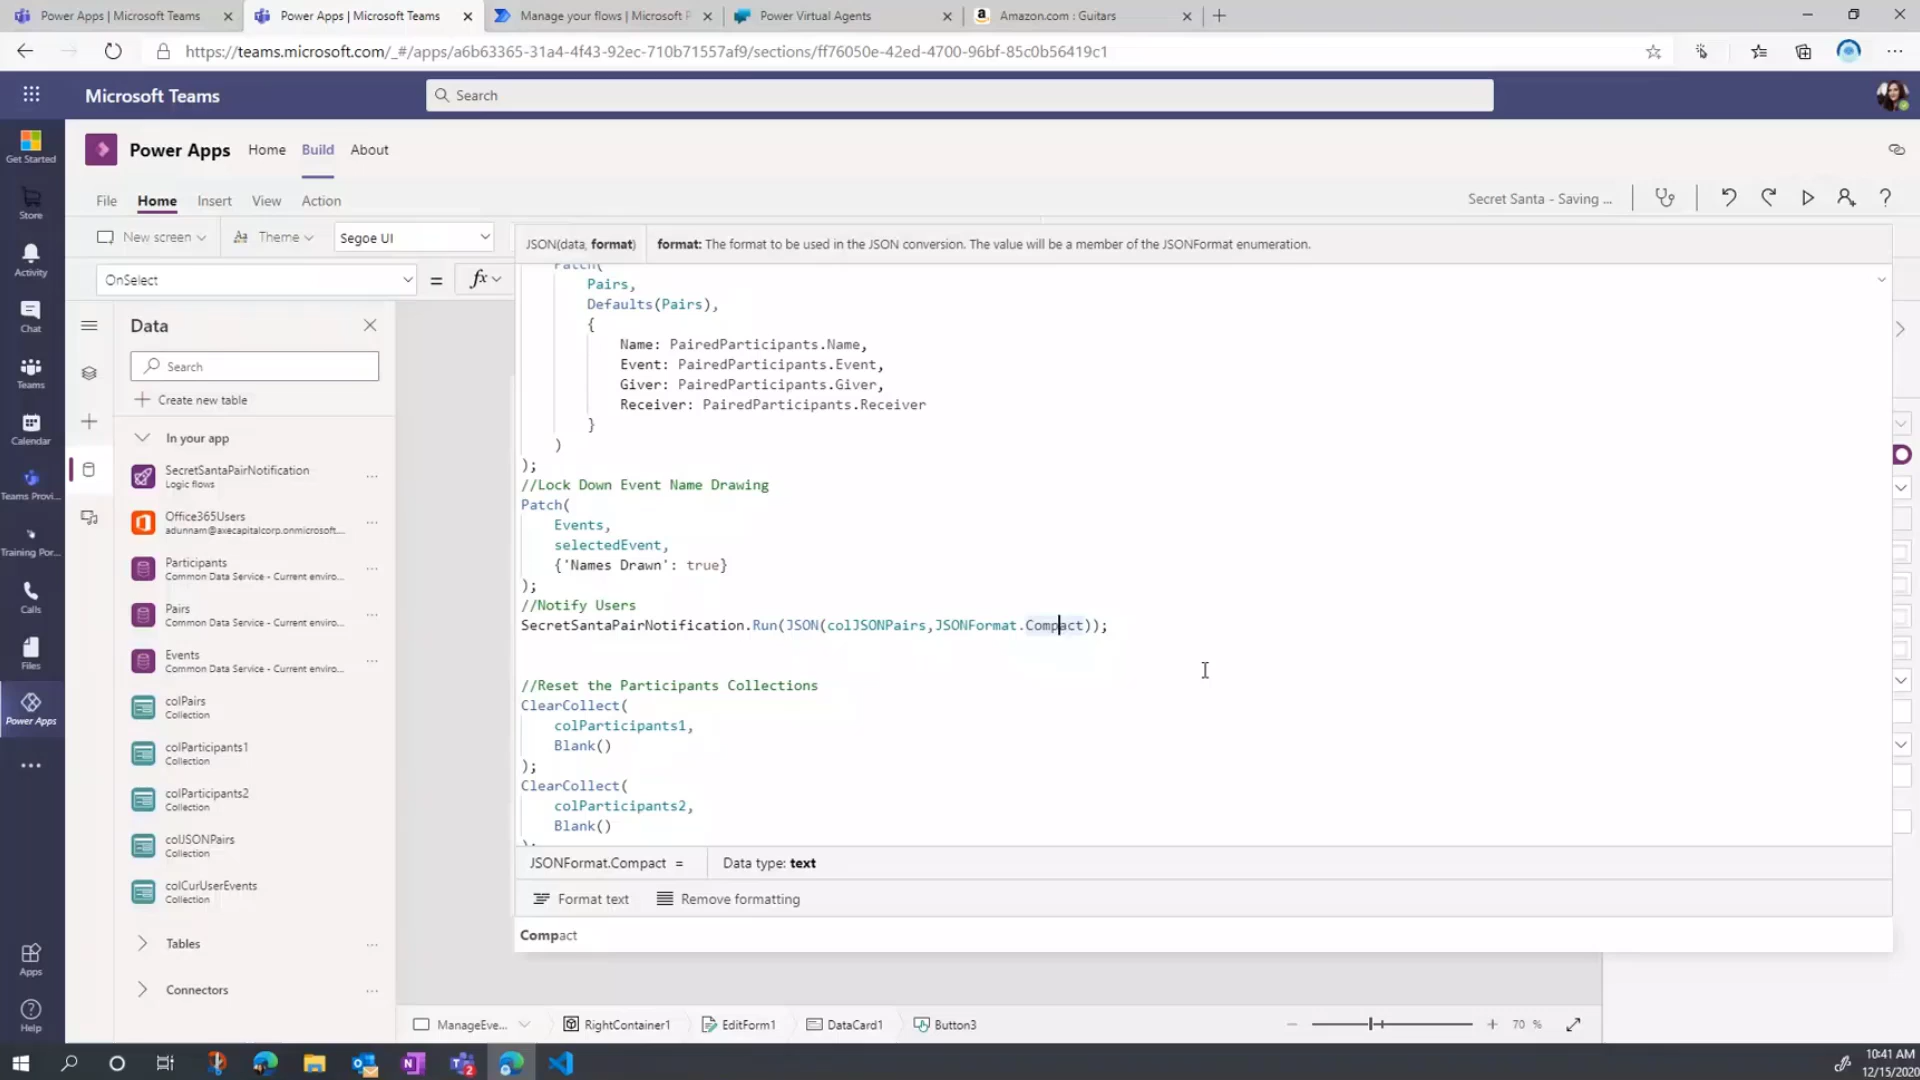 Power Apps | Microsoft Teams
Power Apps | Microsoft Teams
Manage your flows | Microsoft P
Power Virtual Agents
Amazon.com : Guitars
https://teams.microsoft.com/_#/apps/a6b63365-31a4-4f43-92ec-710b71557af9/sections/ff76050e-42ed-4700-96bf-85c0b56419c1
Microsoft Teams
Search
Get Started
Store
Activity
Chat
Teams
Calendar
Teams Provi...
Training Por...
Calls
Files
Power Apps
Apps
Help
Power Apps
Home
Build
About
File
Home
Insert
View
Action
Secret Santa - Saving ...
New screen
Theme
Segoe UI
JSON(data, format)
format: The format to be used in the JSON conversion. The value will be a member of the JSONFormat enumeration.
OnSelect
=
fx
Data
Search
Create new table
In your app
SecretSantaPairNotification
Logic flows
Office365Users
adunnam@axecapitalcorp.onmicrosoft....
Participants
Common Data Service - Current enviro...
Pairs
Common Data Service - Current enviro...
Events
Common Data Service - Current enviro...
colPairs
Collection
colParticipants1
Collection
colParticipants2
Collection
colJSONPairs
Collection
colCurUserEvents
Collection
Tables
Connectors
Patch(
Pairs,
Defaults(Pairs),
{
Name: PairedParticipants.Name,
Event: PairedParticipants.Event,
Giver: PairedParticipants.Giver,
Receiver: PairedParticipants.Receiver
}
)
);
//Lock Down Event Name Drawing
Patch(
Events,
selectedEvent,
{'Names Drawn': true}
);
//Notify Users
SecretSantaPairNotification.Run(JSON(colJSONPairs,JSONFormat.Compact));
//Reset the Participants Collections
ClearCollect(
colParticipants1,
Blank()
);
ClearCollect(
colParticipants2,
Blank()
);
JSONFormat.Compact =
Data type: text
Format text
Remove formatting
Compact
ManageEve...
RightContainer1
EditForm1
DataCard1
Button3
70 %
10:41 AM
12/15/2020